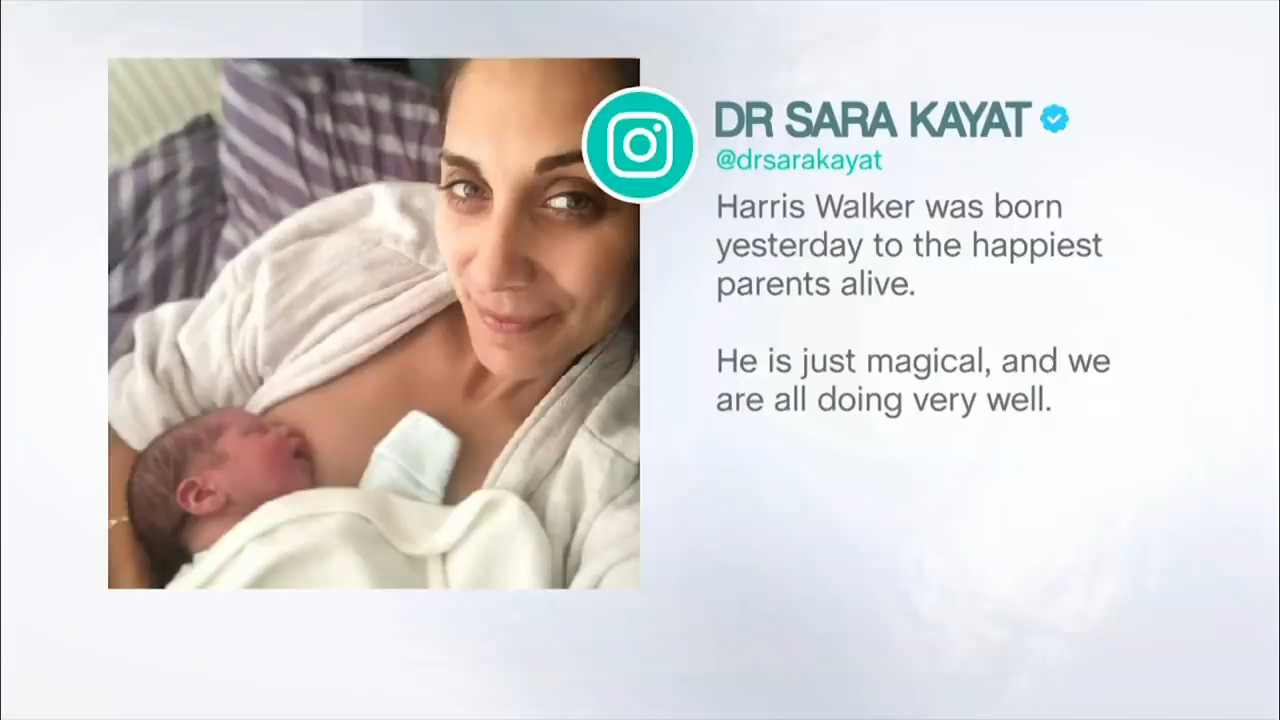 DR SARA KAYAT
@drsarakayat
Harris Walker was born
yesterday to the happiest
parents alive.
He is just magical, and we
are all doing very well.